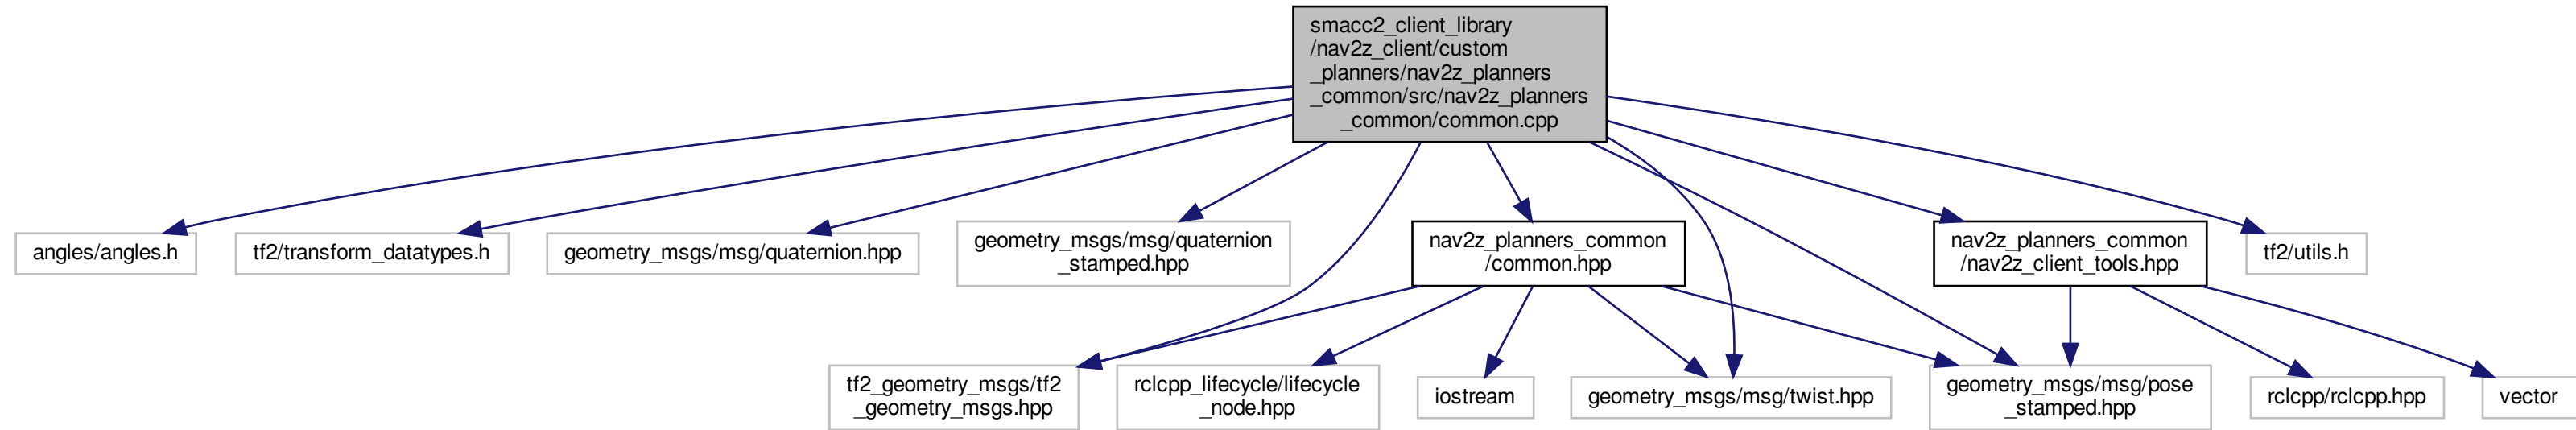 smacc2_client_library
/nav2z_client/custom
_planners/nav2z_planners
_common/src/nav2z_planners
_common/common.cpp
angles/angles.h
tf2/transform_datatypes.h
geometry_msgs/msg/quaternion.hpp
geometry_msgs/msg/quaternion
_stamped.hpp
nav2z_planners_common
/common.hpp
nav2z_planners_common
/nav2z_client_tools.hpp
tf2/utils.h
tf2_geometry_msgs/tf2
_geometry_msgs.hpp
rclcpp_lifecycle/lifecycle
_node.hpp
iostream
geometry_msgs/msg/twist.hpp
geometry_msgs/msg/pose
_stamped.hpp
rclcpp/rclcpp.hpp
vector